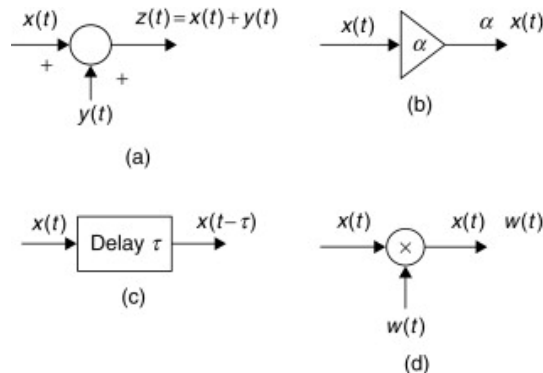 x(t)
z(t) = x(t) + y(t)
+
+
y(t)
(a)
x(t)
α
α x(t)
(b)
x(t)
Delay τ
x(t−τ)
(c)
x(t)
×
x(t) w(t)
w(t)
(d)